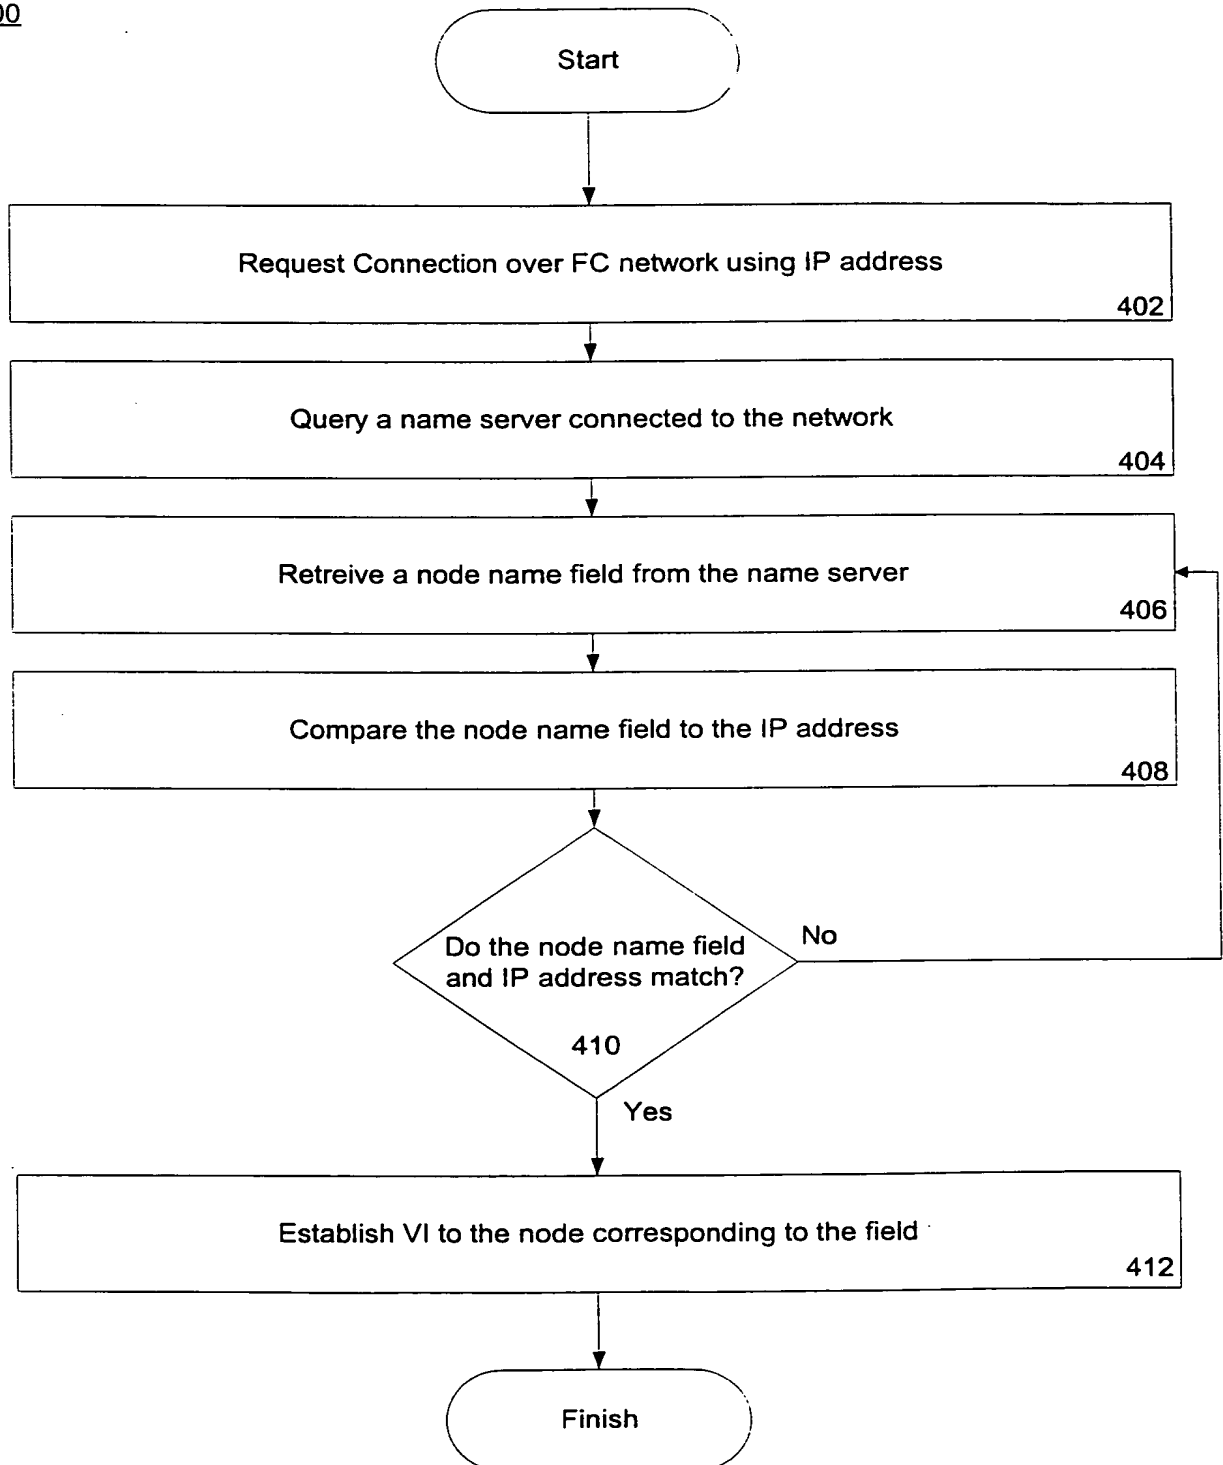 00
Start
Request Connection over FC network using IP address
402
Query a name server connected to the network
404
Retreive a node name field from the name server
406
Compare the node name field to the IP address
408
Do the node name field
and IP address match?
410
No
Yes
Establish VI to the node corresponding to the field
412
Finish